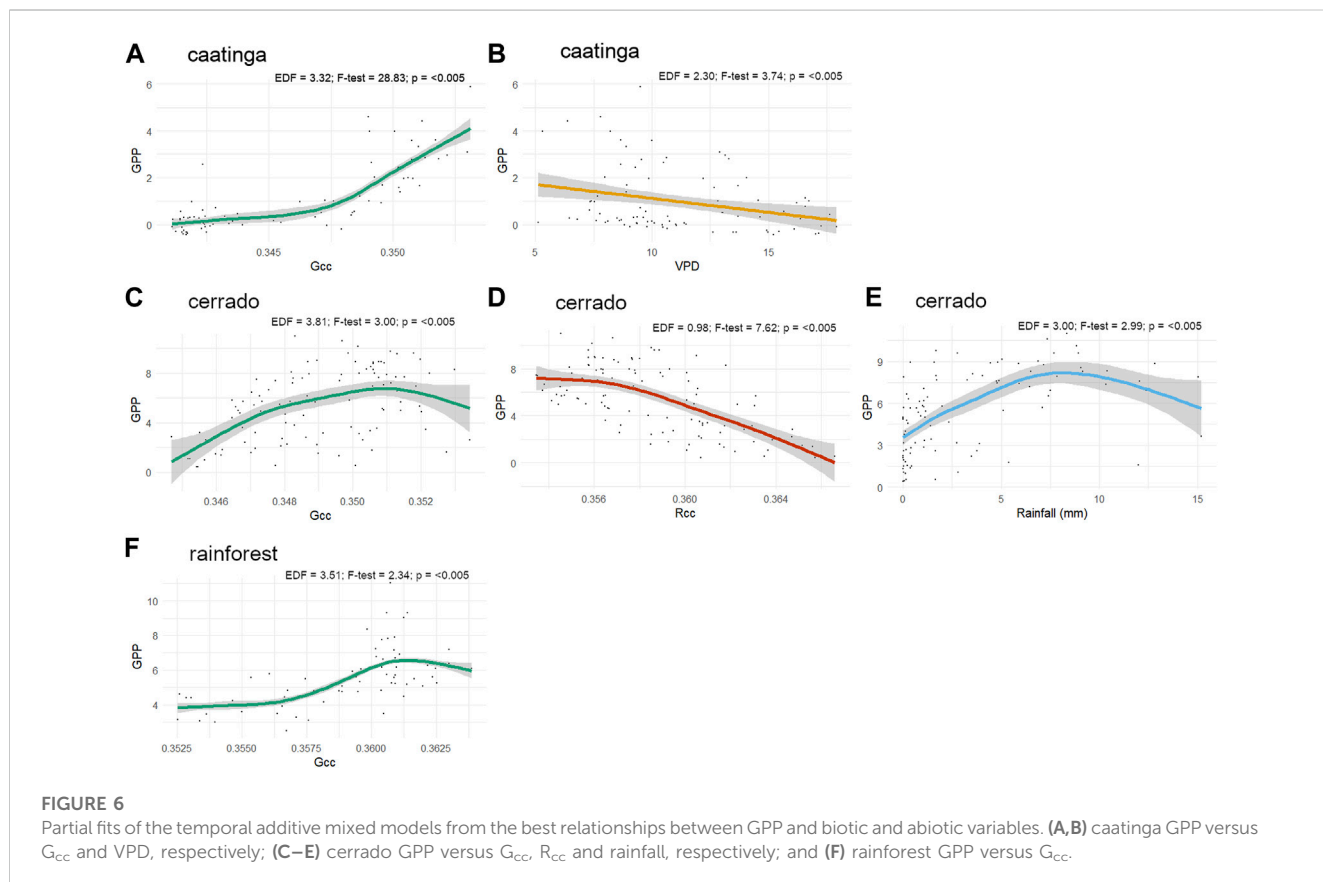 A caatinga
EDF = 3.32; F-test = 28.83; p = <0.005
6
4
2
0
GPP
0.345 0.350
Gcc
B caatinga
EDF = 2.30; F-test = 3.74; p = <0.005
6
4
2
0
GPP
5 10 15
VPD
C cerrado
EDF = 3.81; F-test = 3.00; p = <0.005
8
4
0
GPP
0.346 0.348 0.350 0.352
Gcc
D cerrado
EDF = 0.98; F-test = 7.62; p = <0.005
8
4
0
GPP
0.356 0.360 0.364
Rcc
E cerrado
EDF = 3.00; F-test = 2.99; p = <0.005
9
6
3
0
GPP
0 5 10 15
Rainfall (mm)
F rainforest
EDF = 3.51; F-test = 2.34; p = <0.005
10
8
6
4
GPP
0.3525 0.3550 0.3575 0.3600 0.3625
Gcc
FIGURE 6
Partial fits of the temporal additive mixed models from the best relationships between GPP and biotic and abiotic variables. (A,B) caatinga GPP versus
Gcc and VPD, respectively; (C–E) cerrado GPP versus Gcc, Rcc and rainfall, respectively; and (F) rainforest GPP versus Gcc.